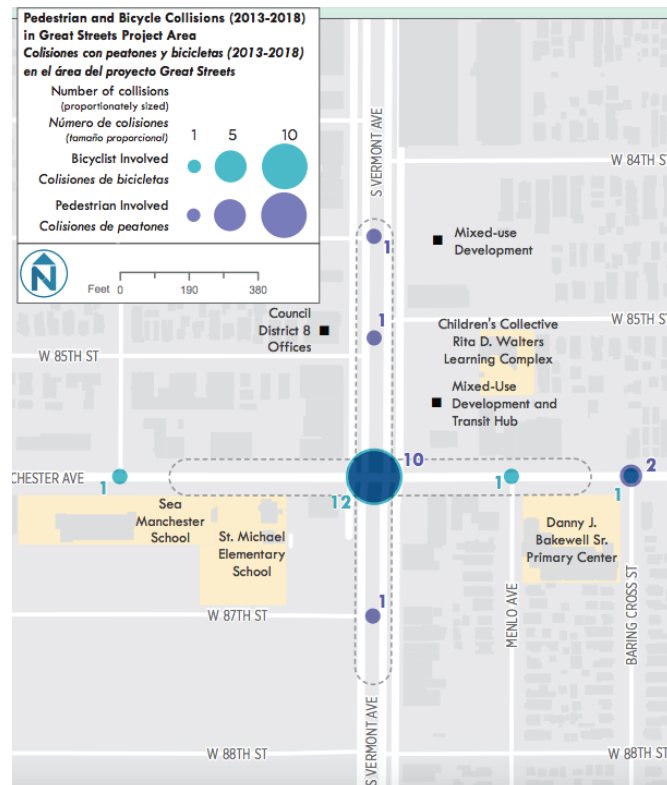 Pedestrian and Bicycle Collisions (2013-2018)
in Great Streets Project Area
Colisiones con peatones y bicicletas (2013-2018)
en el área del proyecto Great Streets
Number of collisions
(proportionately sized)
Número de colisiones
(tamaño proporcional)
1 5 10
Bicyclist Involved
Colisiones de bicicletas
Pedestrian Involved
Colisiones de peatones
N
Feet 0 190 380
S VERMONT AVE
W 84TH ST
1
Mixed-use
Development
Council
District 8
Offices
1
W 85TH ST
Children's Collective
Rita D. Walters
Learning Complex
W 85TH ST
Mixed-Use
Development and
Transit Hub
CHESTER AVE
1
10
12
1
2
1
Sea
Manchester
School
St. Michael
Elementary
School
Danny J.
Bakewell Sr.
Primary Center
W 87TH ST
1
MENLO AVE
BARING CROSS ST
S VERMONT AVE
W 88TH ST
W 88TH ST